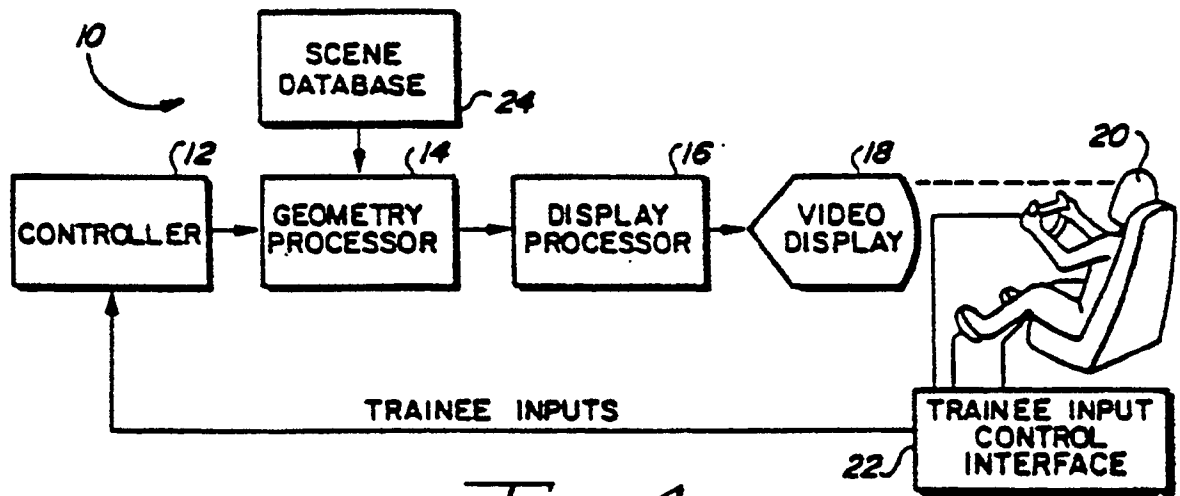 10
SCENE
DATABASE
24
12
14
16
18
20
CONTROLLER
GEOMETRY
PROCESSOR
DISPLAY
PROCESSOR
VIDEO
DISPLAY
TRAINEE INPUTS
TRAINEE INPUT
CONTROL
INTERFACE
22